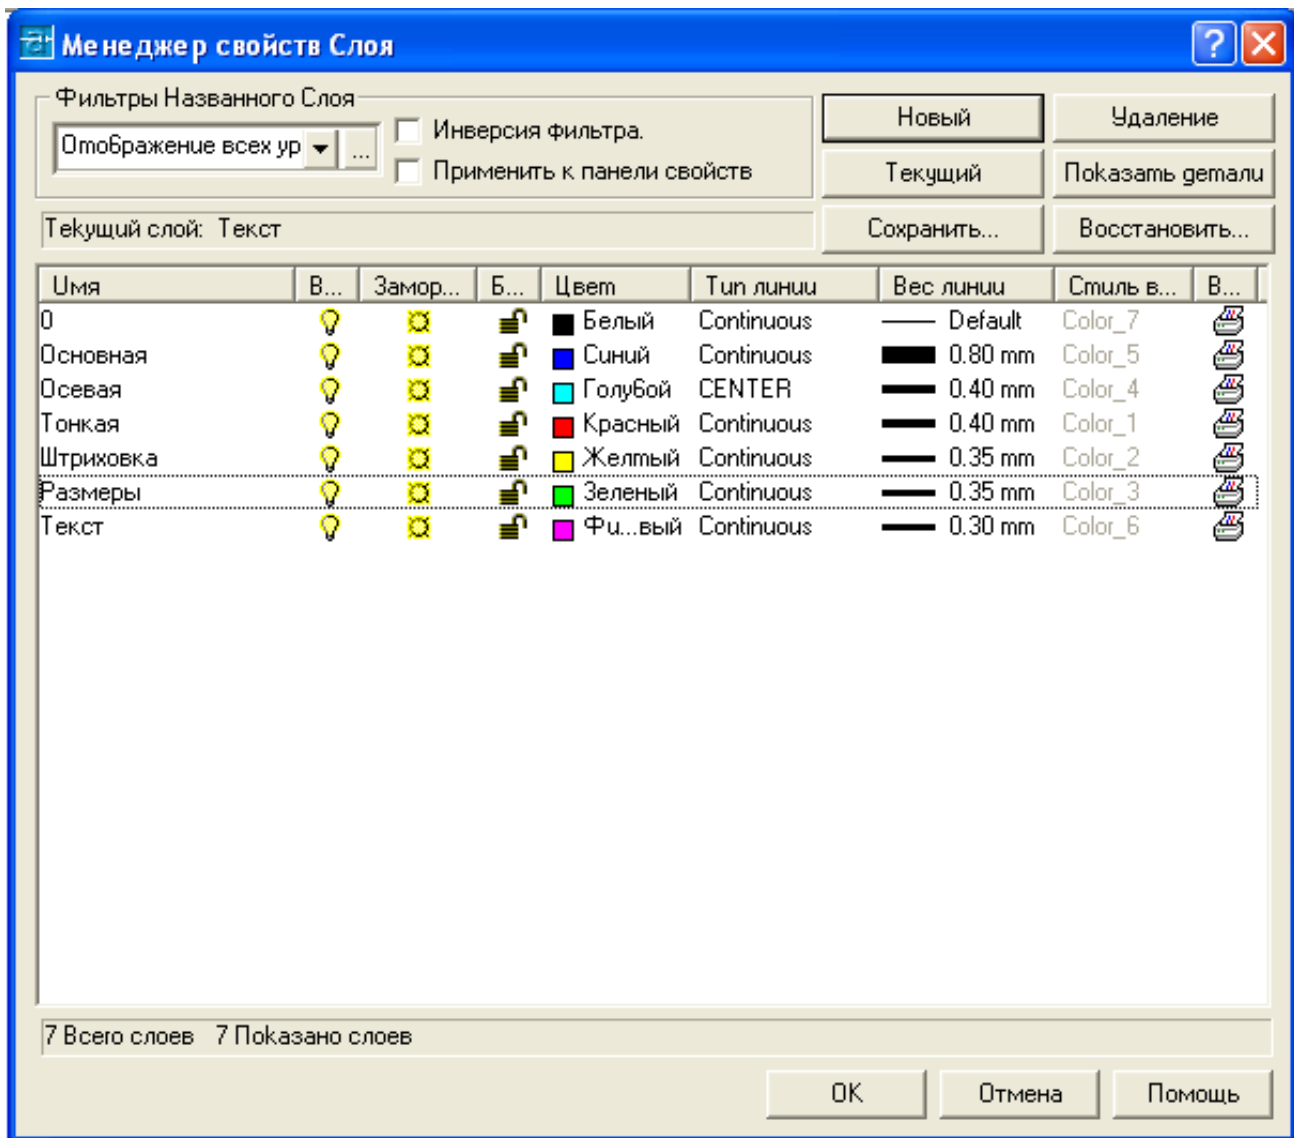 Менеджер свойств Слоя
Фильтры Названного Слоя
Отображение всех ур
...
Инверсия фильтра.
Применить к панели свойств
Новый
Удаление
Текущий
Показать детали
Текущий слой: Текст
Сохранить...
Восстановить...
Имя В... Замор... Б... Цвет Тип линии Вес линии Стиль в... В...
0 Белый Continuous Default Color_7
Основная Синий Continuous 0.80 mm Color_5
Осевая Голубой CENTER 0.40 mm Color_4
Тонкая Красный Continuous 0.40 mm Color_1
Штриховка Желтый Continuous 0.35 mm Color_2
Размеры Зеленый Continuous 0.35 mm Color_3
Текст Фи...вый Continuous 0.30 mm Color_6
7 Всего слоев 7 Показано слоев
OK
Отмена
Помощь